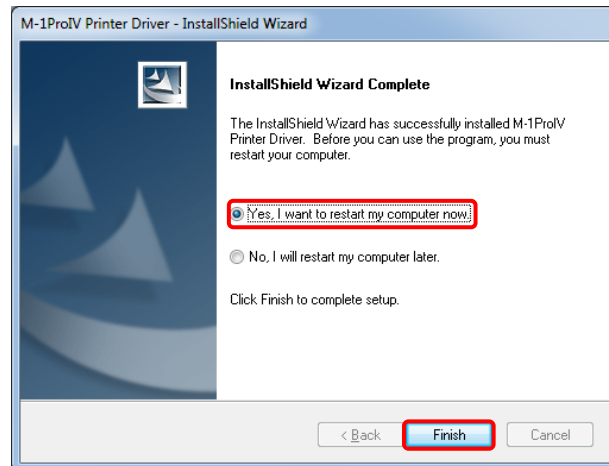 M-1ProIV Printer Driver - InstallShield Wizard
InstallShield Wizard Complete
The InstallShield Wizard has successfully installed M-1ProIV
Printer Driver.  Before you can use the program, you must
restart your computer.
Yes, I want to restart my computer now.
No, I will restart my computer later.
Click Finish to complete setup.
< Back
Finish
Cancel